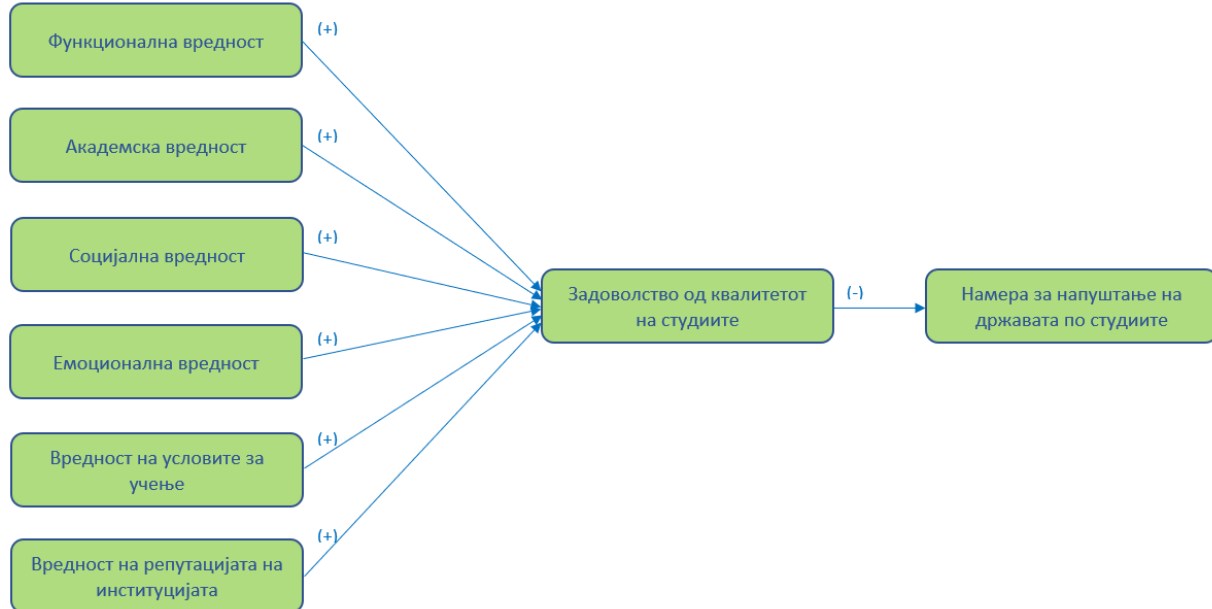 Функционална вредност
(+)
Академска вредност
(+)
Социјална вредност
(+)
Емоционална вредност
(+)
Вредност на условите за
учење
(+)
Вредност на репутацијата на
институцијата
(+)
Задоволство од квалитетот
на студиите
(-)
Намера за напуштање на
државата по студиите